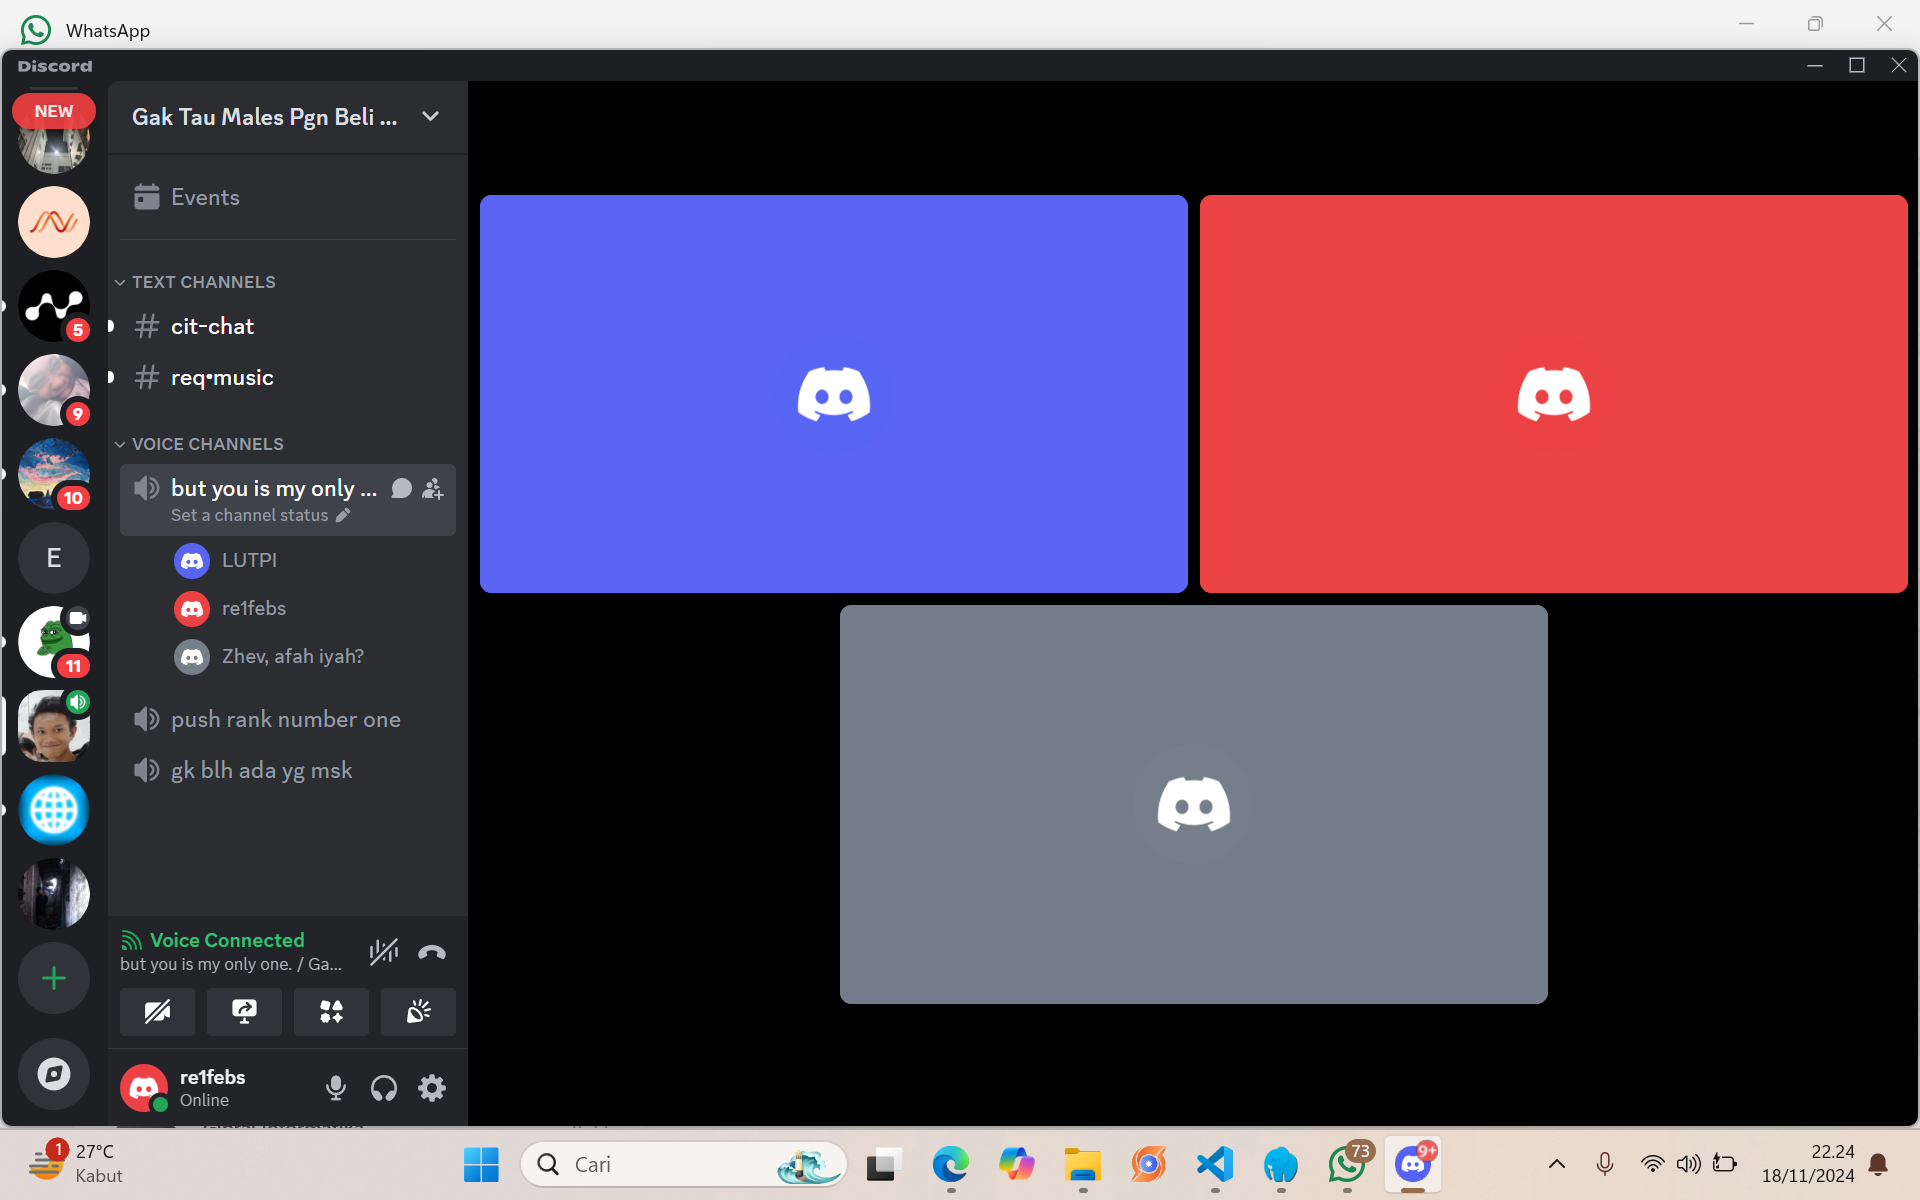 WhatsApp
Discord
NEW
Gak Tau Males Pgn Beli ...
Events
TEXT CHANNELS
cit-chat
5
req•music
9
VOICE CHANNELS
but you is my only ...
10
Set a channel status
E
LUTPI
re1febs
11
Zhev, afah iyah?
push rank number one
gk blh ada yg msk
Voice Connected
but you is my only one. / Ga...
re1febs
Online
1
27°C
Kabut
Cari
73
9+
22.24
18/11/2024